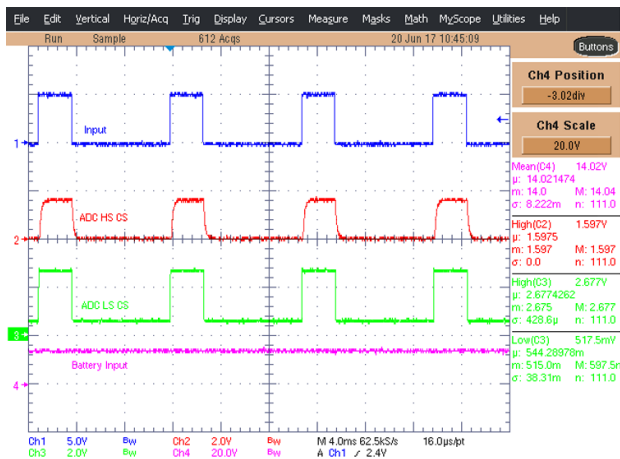 File Edit Vertical Horiz/Acq Trig Display Cursors Measure Masks Math MyScope Utilities Help
Run Sample 612 Acqs 20 Jun 17 10:45:09
Buttons
Ch4 Position
-3.02div
Ch4 Scale
20.0V
Input
1
ADC HS CS
2
ADC LS CS
3
Battery Input
4
Mean(C4) 14.02V
µ: 14.021474
m: 14.0 M: 14.04
σ: 8.222m n: 111.0
High(C2) 1.597V
µ: 1.5975
m: 1.597 M: 1.597
σ: 0.0 n: 111.0
High(C3) 2.677V
µ: 2.6774262
m: 2.675 M: 2.677
σ: 428.6µ n: 111.0
Low(C3) 517.5mV
µ: 544.28978m
m: 515.0m M: 597.5m
σ: 38.31m n: 111.0
Ch1 5.0V Bw Ch2 2.0V Bw M 4.0ms 62.5kS/s 16.0µs/pt
Ch3 2.0V Bw Ch4 20.0V Bw A Ch1 / 2.4V